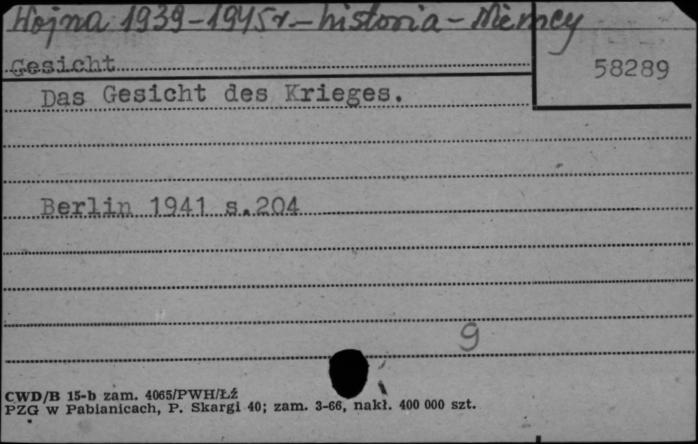 Wojna 1939-1945 r. - historia - Niemcy
Gesicht
58289
Das Gesicht des Krieges.
Berlin 1941 s.204
9
CWD/B 15-b zam. 4065/PWH/ŁŹ
PZG w Pabianicach, P. Skargi 40; zam. 3-66, nakł. 400 000 szt.